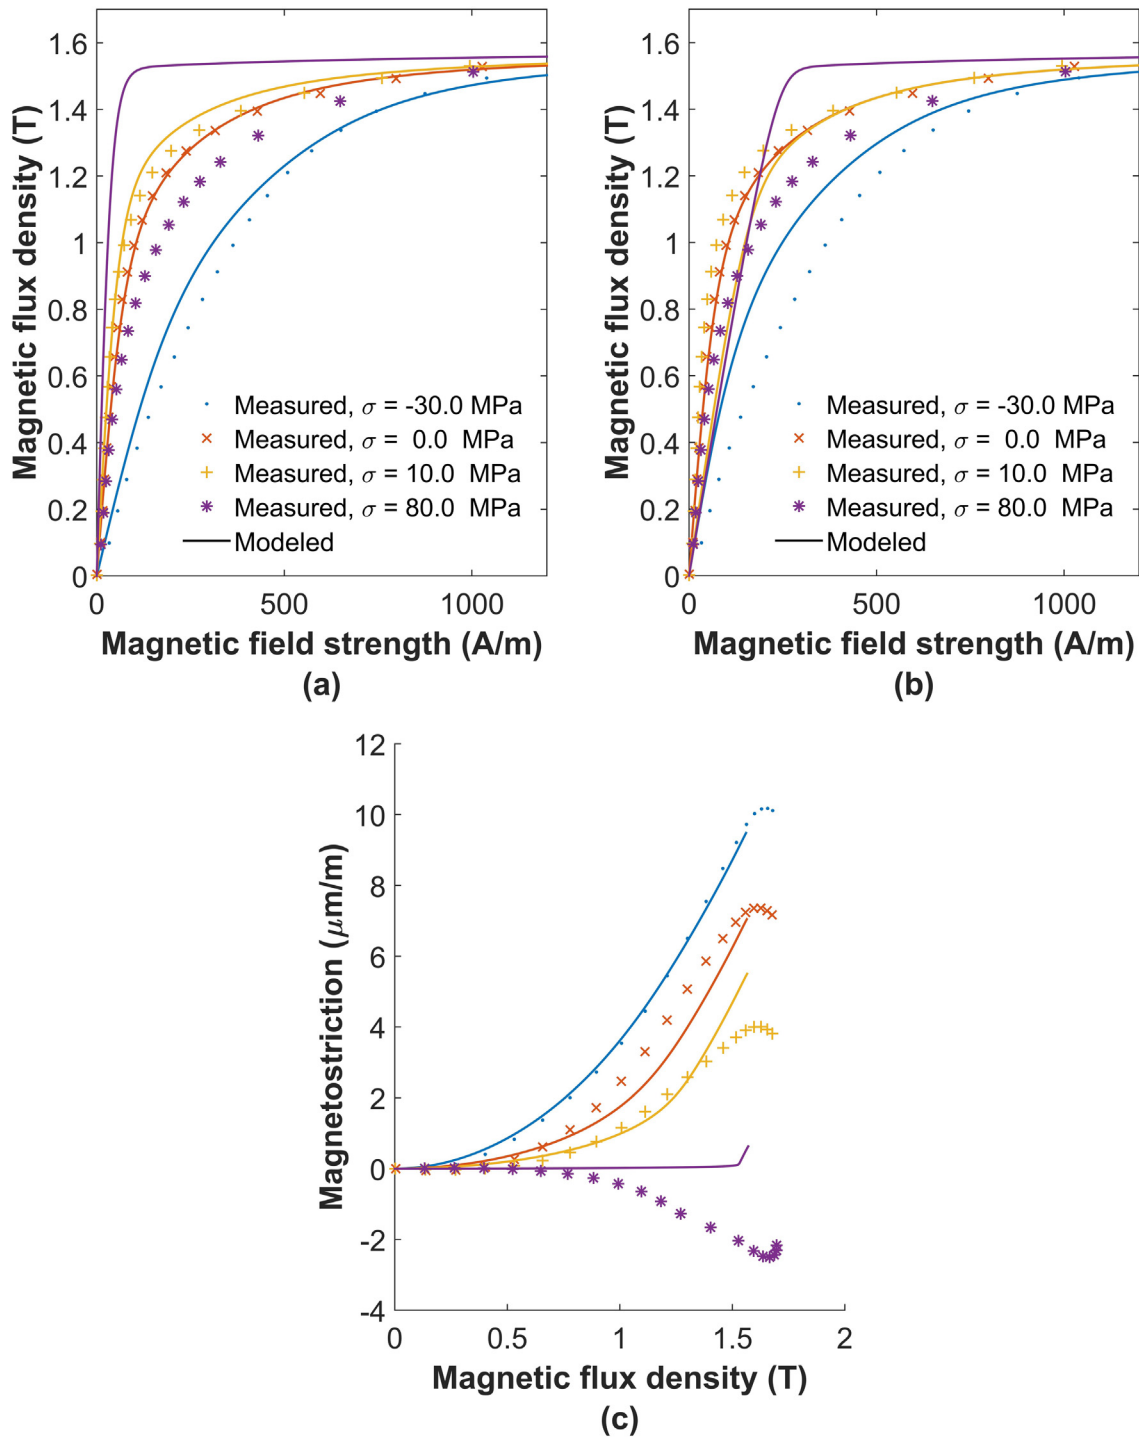 1.6
1.4
1.2
1
0.8
0.6
0.4
0.2
0
Magnetic flux density (T)
Measured, σ = -30.0 MPa
Measured, σ = 0.0 MPa
Measured, σ = 10.0 MPa
Measured, σ = 80.0 MPa
Modeled
0 500 1000
Magnetic field strength (A/m)
(a)
1.6
1.4
1.2
1
0.8
0.6
0.4
0.2
0
Magnetic flux density (T)
Measured, σ = -30.0 MPa
Measured, σ = 0.0 MPa
Measured, σ = 10.0 MPa
Measured, σ = 80.0 MPa
Modeled
0 500 1000
Magnetic field strength (A/m)
(b)
12
10
8
6
4
2
0
-2
-4
Magnetostriction (μm/m)
0 0.5 1 1.5 2
Magnetic flux density (T)
(c)